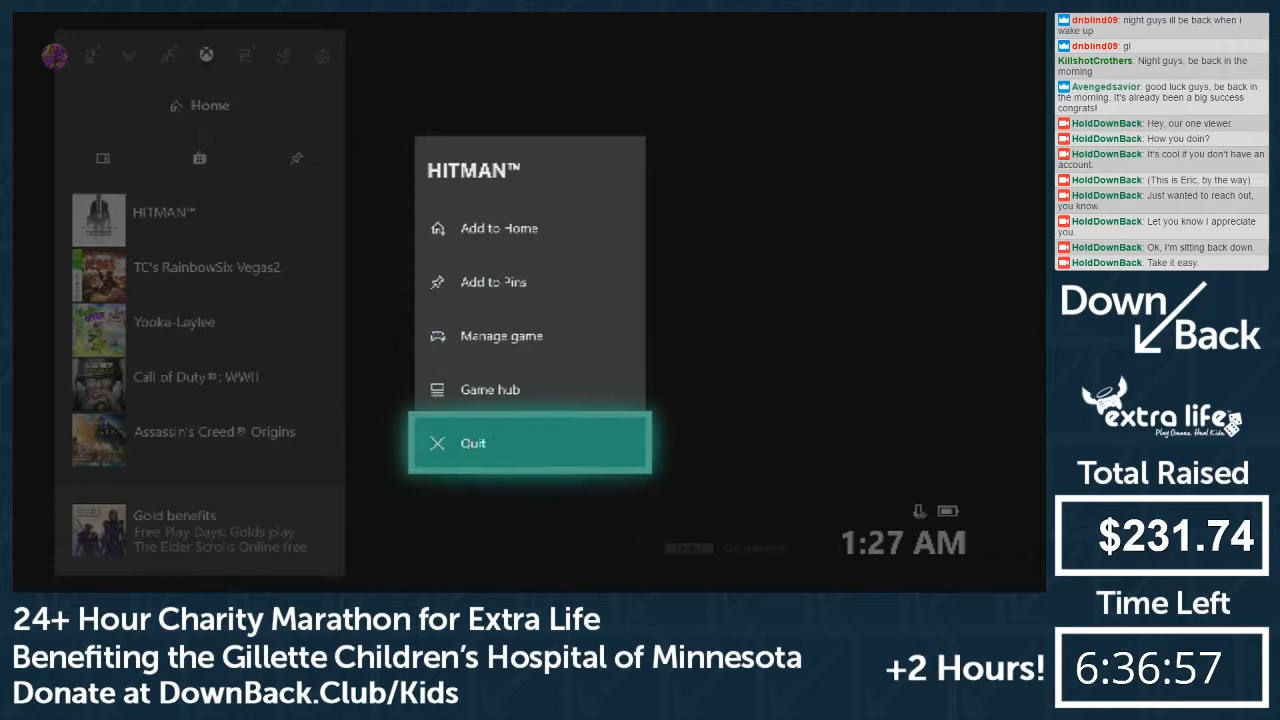 Home
HITMAN™
TC's RainbowSix Vegas2
Yooka-Laylee
Call of Duty®: WWII
Assassin's Creed® Origins
Gold benefits
Free Play Days: Golds play
The Elder Scrolls Online free
HITMAN™
Add to Home
Add to Pins
Manage game
Game hub
Quit
1:27 AM
dnblind09: night guys ill be back when i
wake up
dnblind09: gl
KillshotCrothers: Night guys, be back in the
morning
Avengedsavior: good luck guys, be back in
the morning. It's already been a big success
congrats!
HoldDownBack: Hey, our one viewer.
HoldDownBack: How you doin?
HoldDownBack: It's cool if you don't have an
account.
HoldDownBack: (This is Eric, by the way)
HoldDownBack: Just wanted to reach out,
you know.
HoldDownBack: Let you know I appreciate
you.
HoldDownBack: Ok, I'm sitting back down.
HoldDownBack: Take it easy.
Down
Back
extra life
Play Games. Heal Kids.
Total Raised
$231.74
Time Left
6:36:57
+2 Hours!
24+ Hour Charity Marathon for Extra Life
Benefiting the Gillette Children's Hospital of Minnesota
Donate at DownBack.Club/Kids